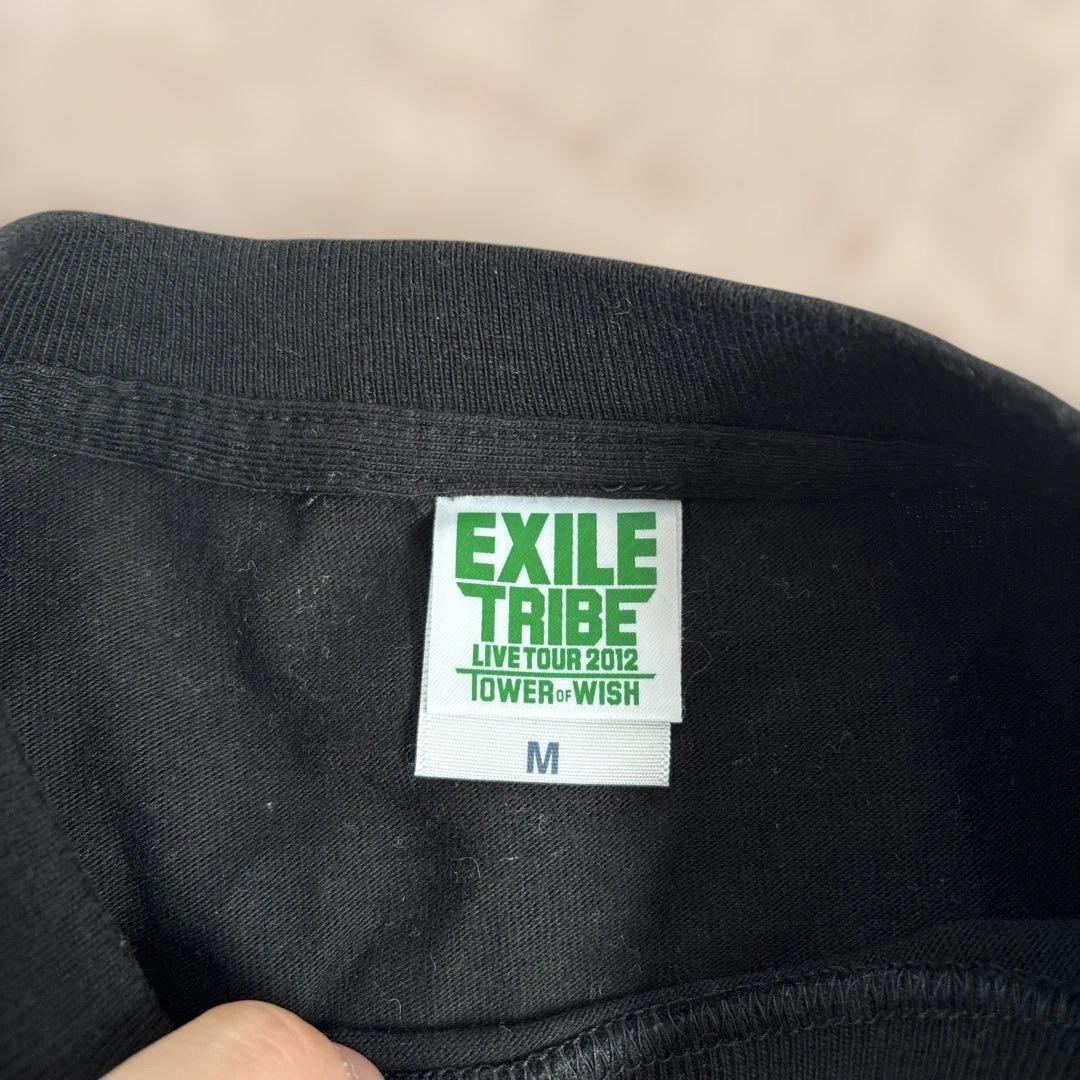 EXILE
TRIBE
LIVE TOUR 2012
TOWER OF WISH
M